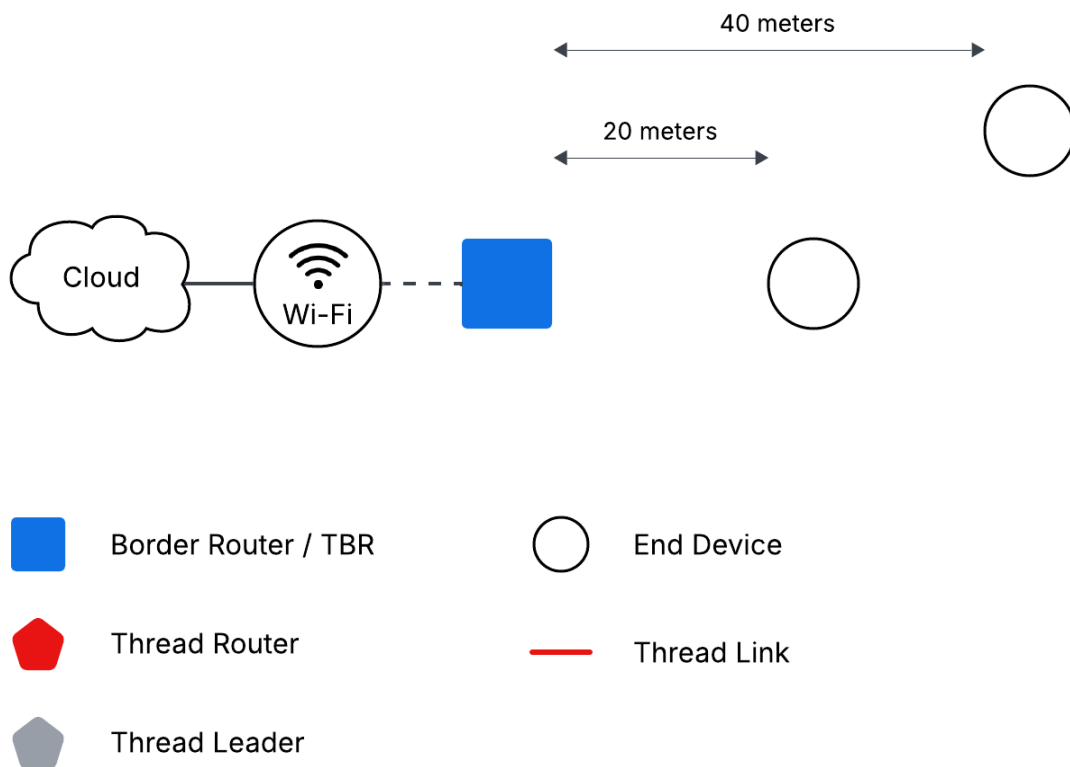 40 meters
20 meters
Cloud
Wi-Fi
Border Router / TBR
End Device
Thread Router
Thread Link
Thread Leader